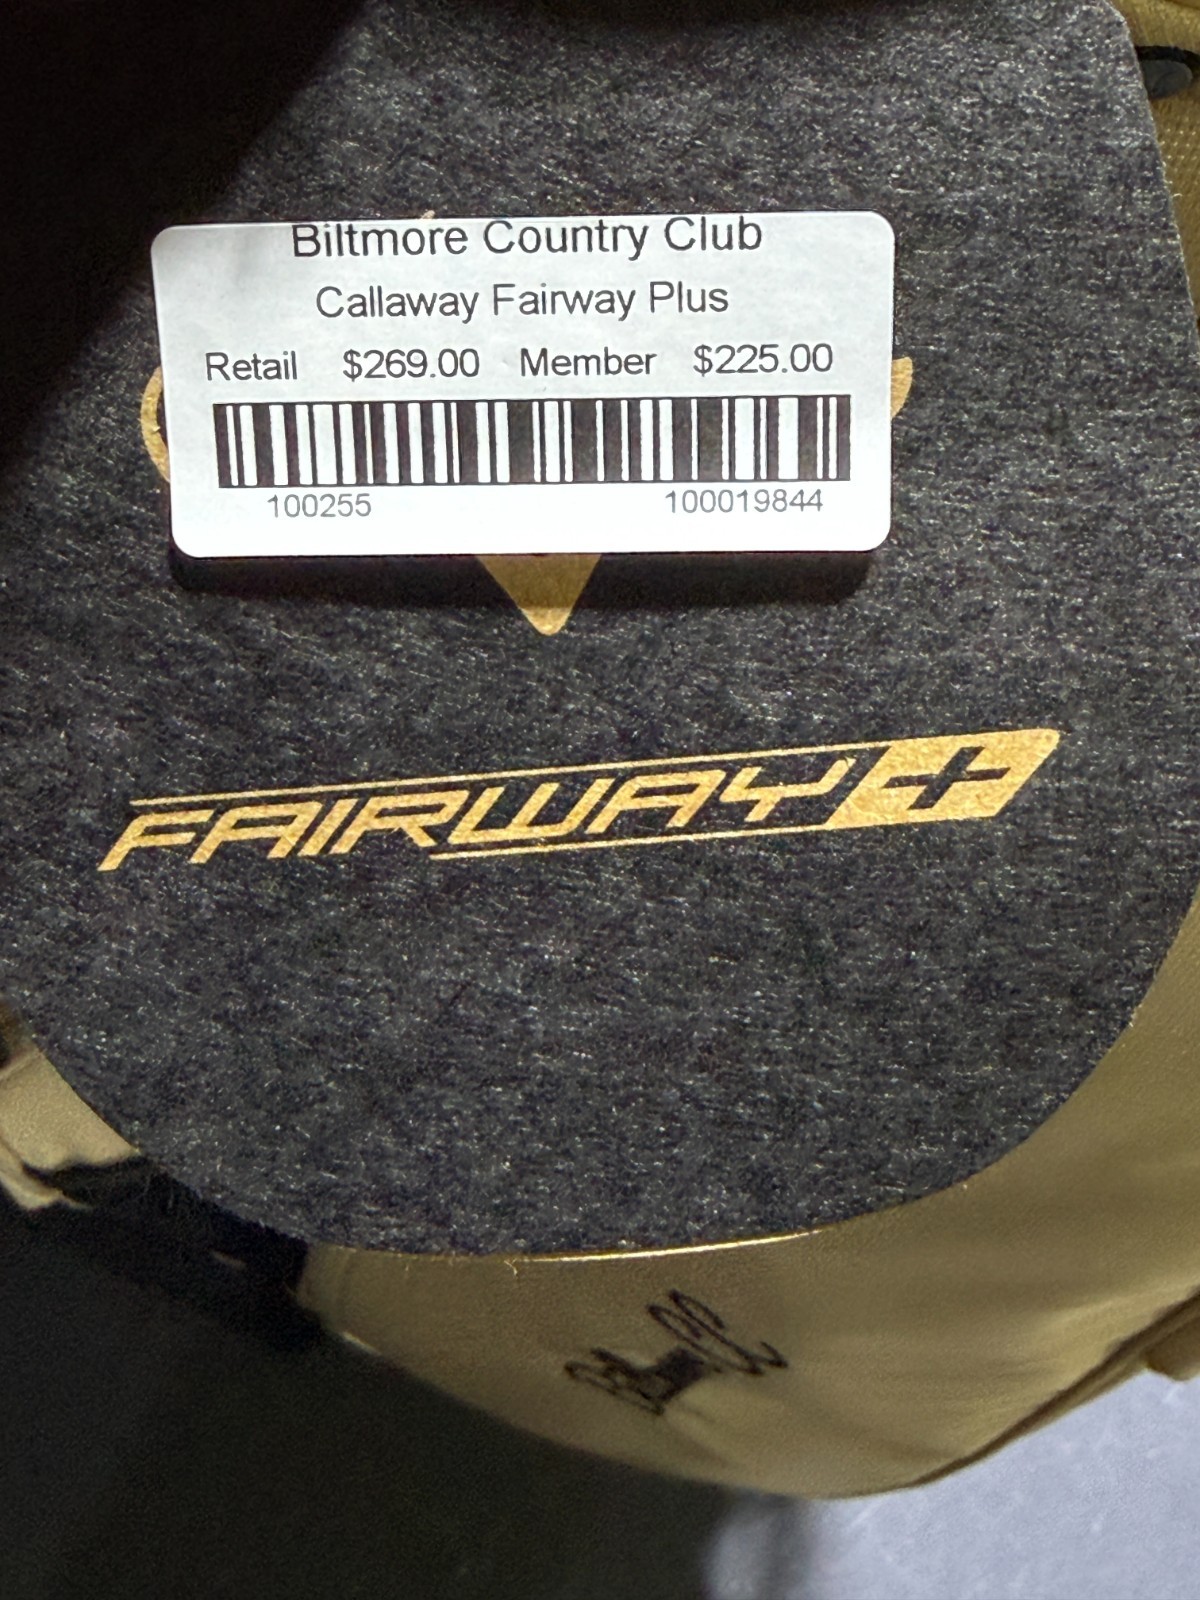 Biltmore Country Club
Callaway Fairway Plus
Retail $269.00 Member $225.00
100255 100019844
FAIRWAY+